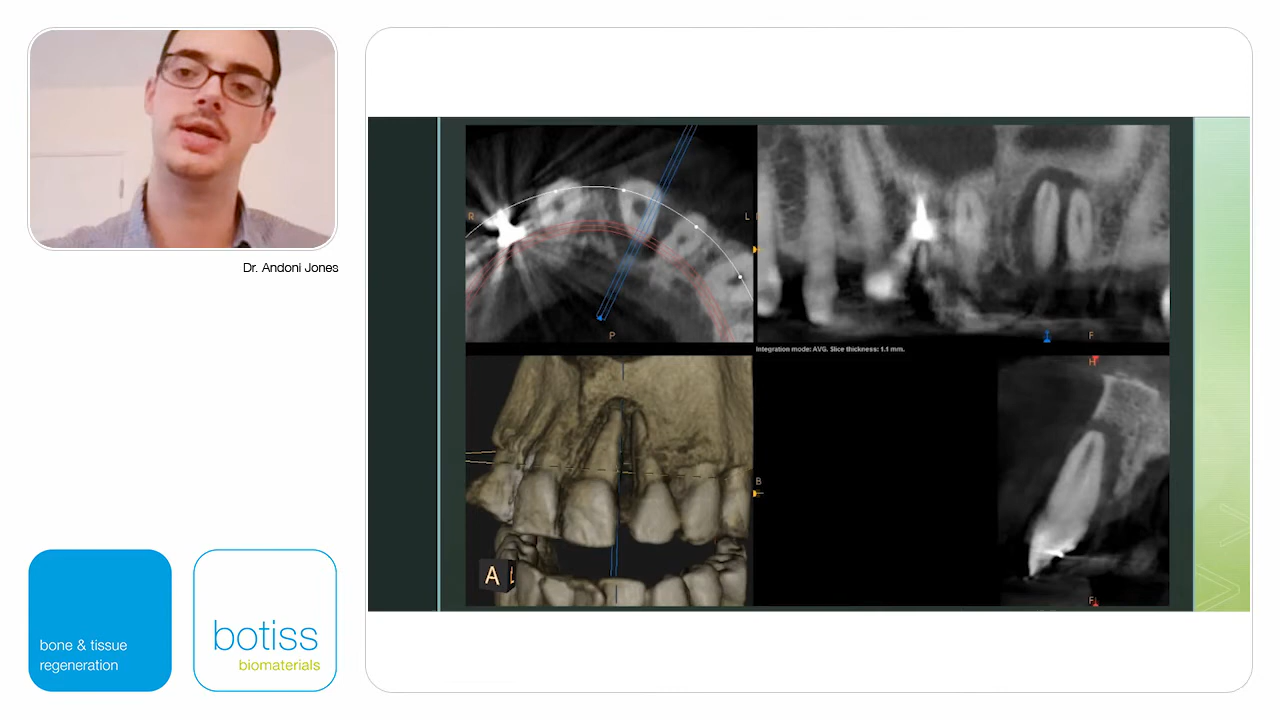 Dr. Andoni Jones
bone & tissue
regeneration
botiss
biomaterials
R
L
P
F
Integration mode: AVG. Slice thickness: 1.1 mm.
H
B
A
F